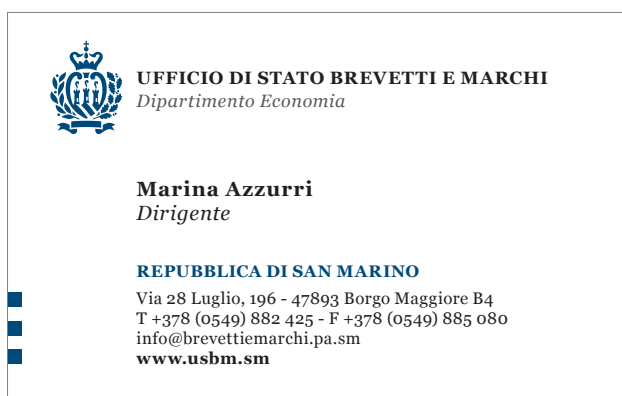 UFFICIO DI STATO BREVETTI E MARCHI
Dipartimento Economia
Marina Azzurri
Dirigente
REPUBBLICA DI SAN MARINO
Via 28 Luglio, 196 - 47893 Borgo Maggiore B4
T +378 (0549) 882 425 - F +378 (0549) 885 080
info@brevettiemarchi.pa.sm
www.usbm.sm